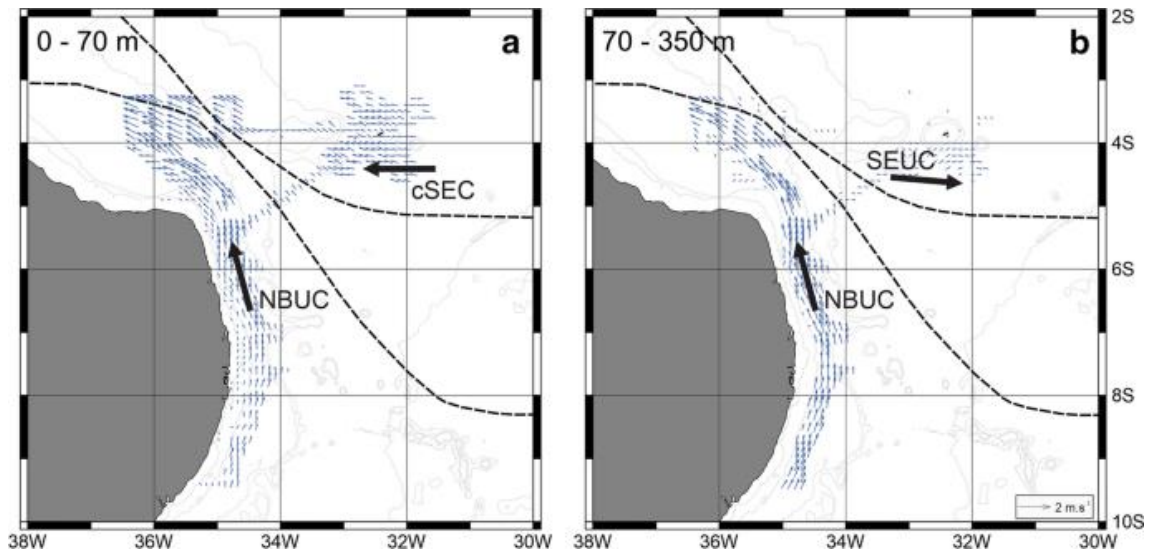 0 - 70 m
a
70 - 350 m
b
2S
4S
SEUC
cSEC
6S
NBUC
NBUC
8S
2 m.s⁻¹
10S
38W 36W 34W 32W 30W 38W 36W 34W 32W 30W